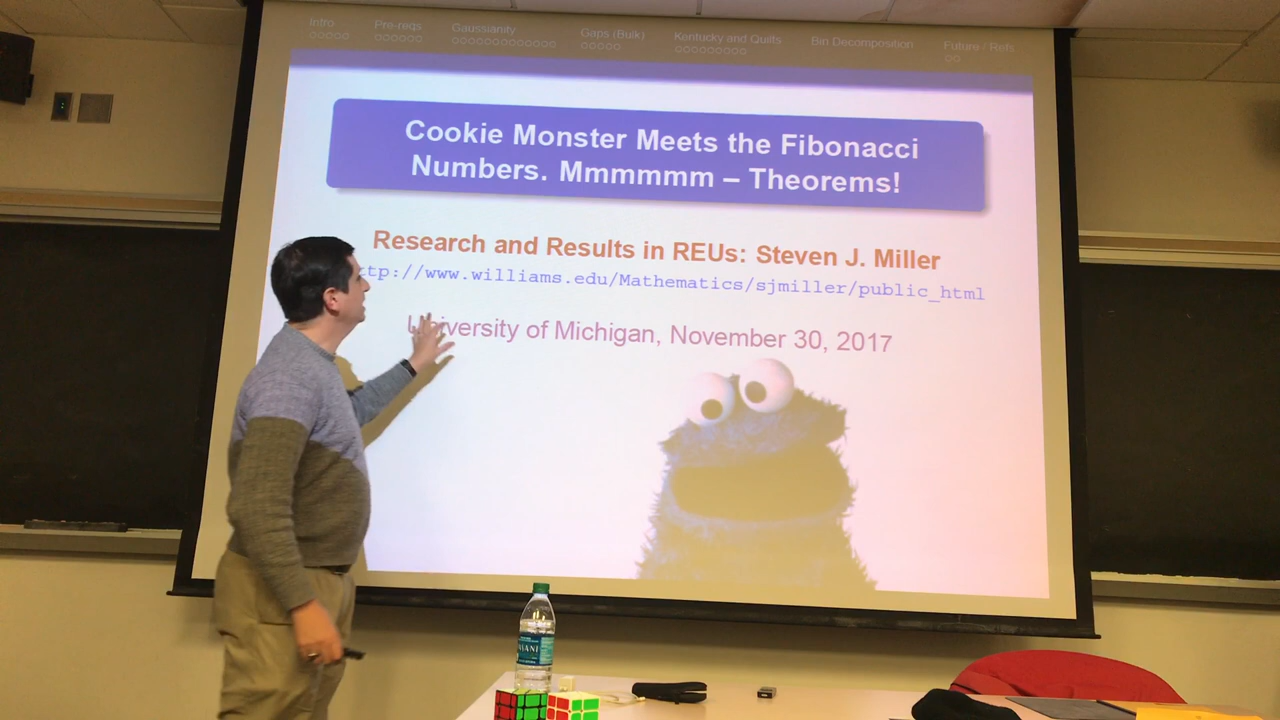 Intro Pre-reqs Gaussianity Gaps (Bulk) Kentucky and Quilts Bin Decomposition Future / Refs
Cookie Monster Meets the Fibonacci
Numbers. Mmmmmm – Theorems!
Research and Results in REUs: Steven J. Miller
ttp://www.williams.edu/Mathematics/sjmiller/public_html
University of Michigan, November 30, 2017